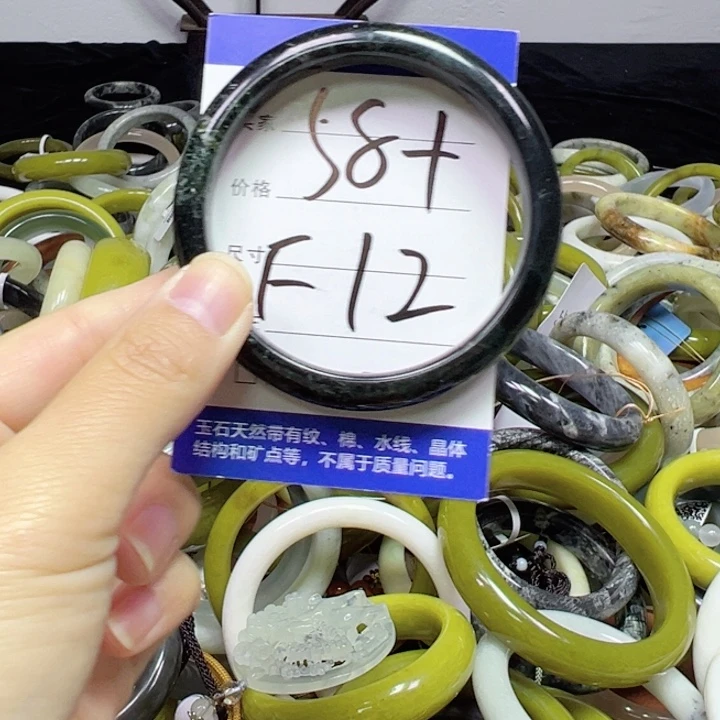 家
58+
价格
尺寸
F12
玉石天然带有纹、棉、水线、晶体
结构和矿点等，不属于质量问题。